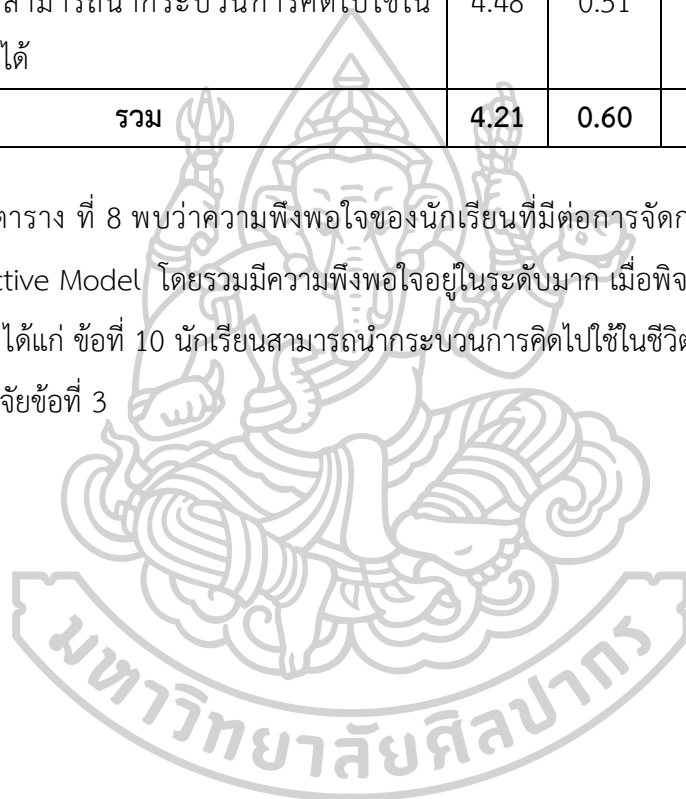 สามารถนำกระบวนการคิดไปใช้ใน 4.48 0.51
ได้
รวม 4.21 0.60
ตาราง ที่ 8 พบว่าความพึงพอใจของนักเรียนที่มีต่อการจัดก
ctive Model โดยรวมมีความพึงพอใจอยู่ในระดับมาก เมื่อพิจ
ได้แก่ ข้อที่ 10 นักเรียนสามารถนำกระบวนการคิดไปใช้ในชีวิต
จัยข้อที่ 3
มหาวิทยาลัยศิลปากร